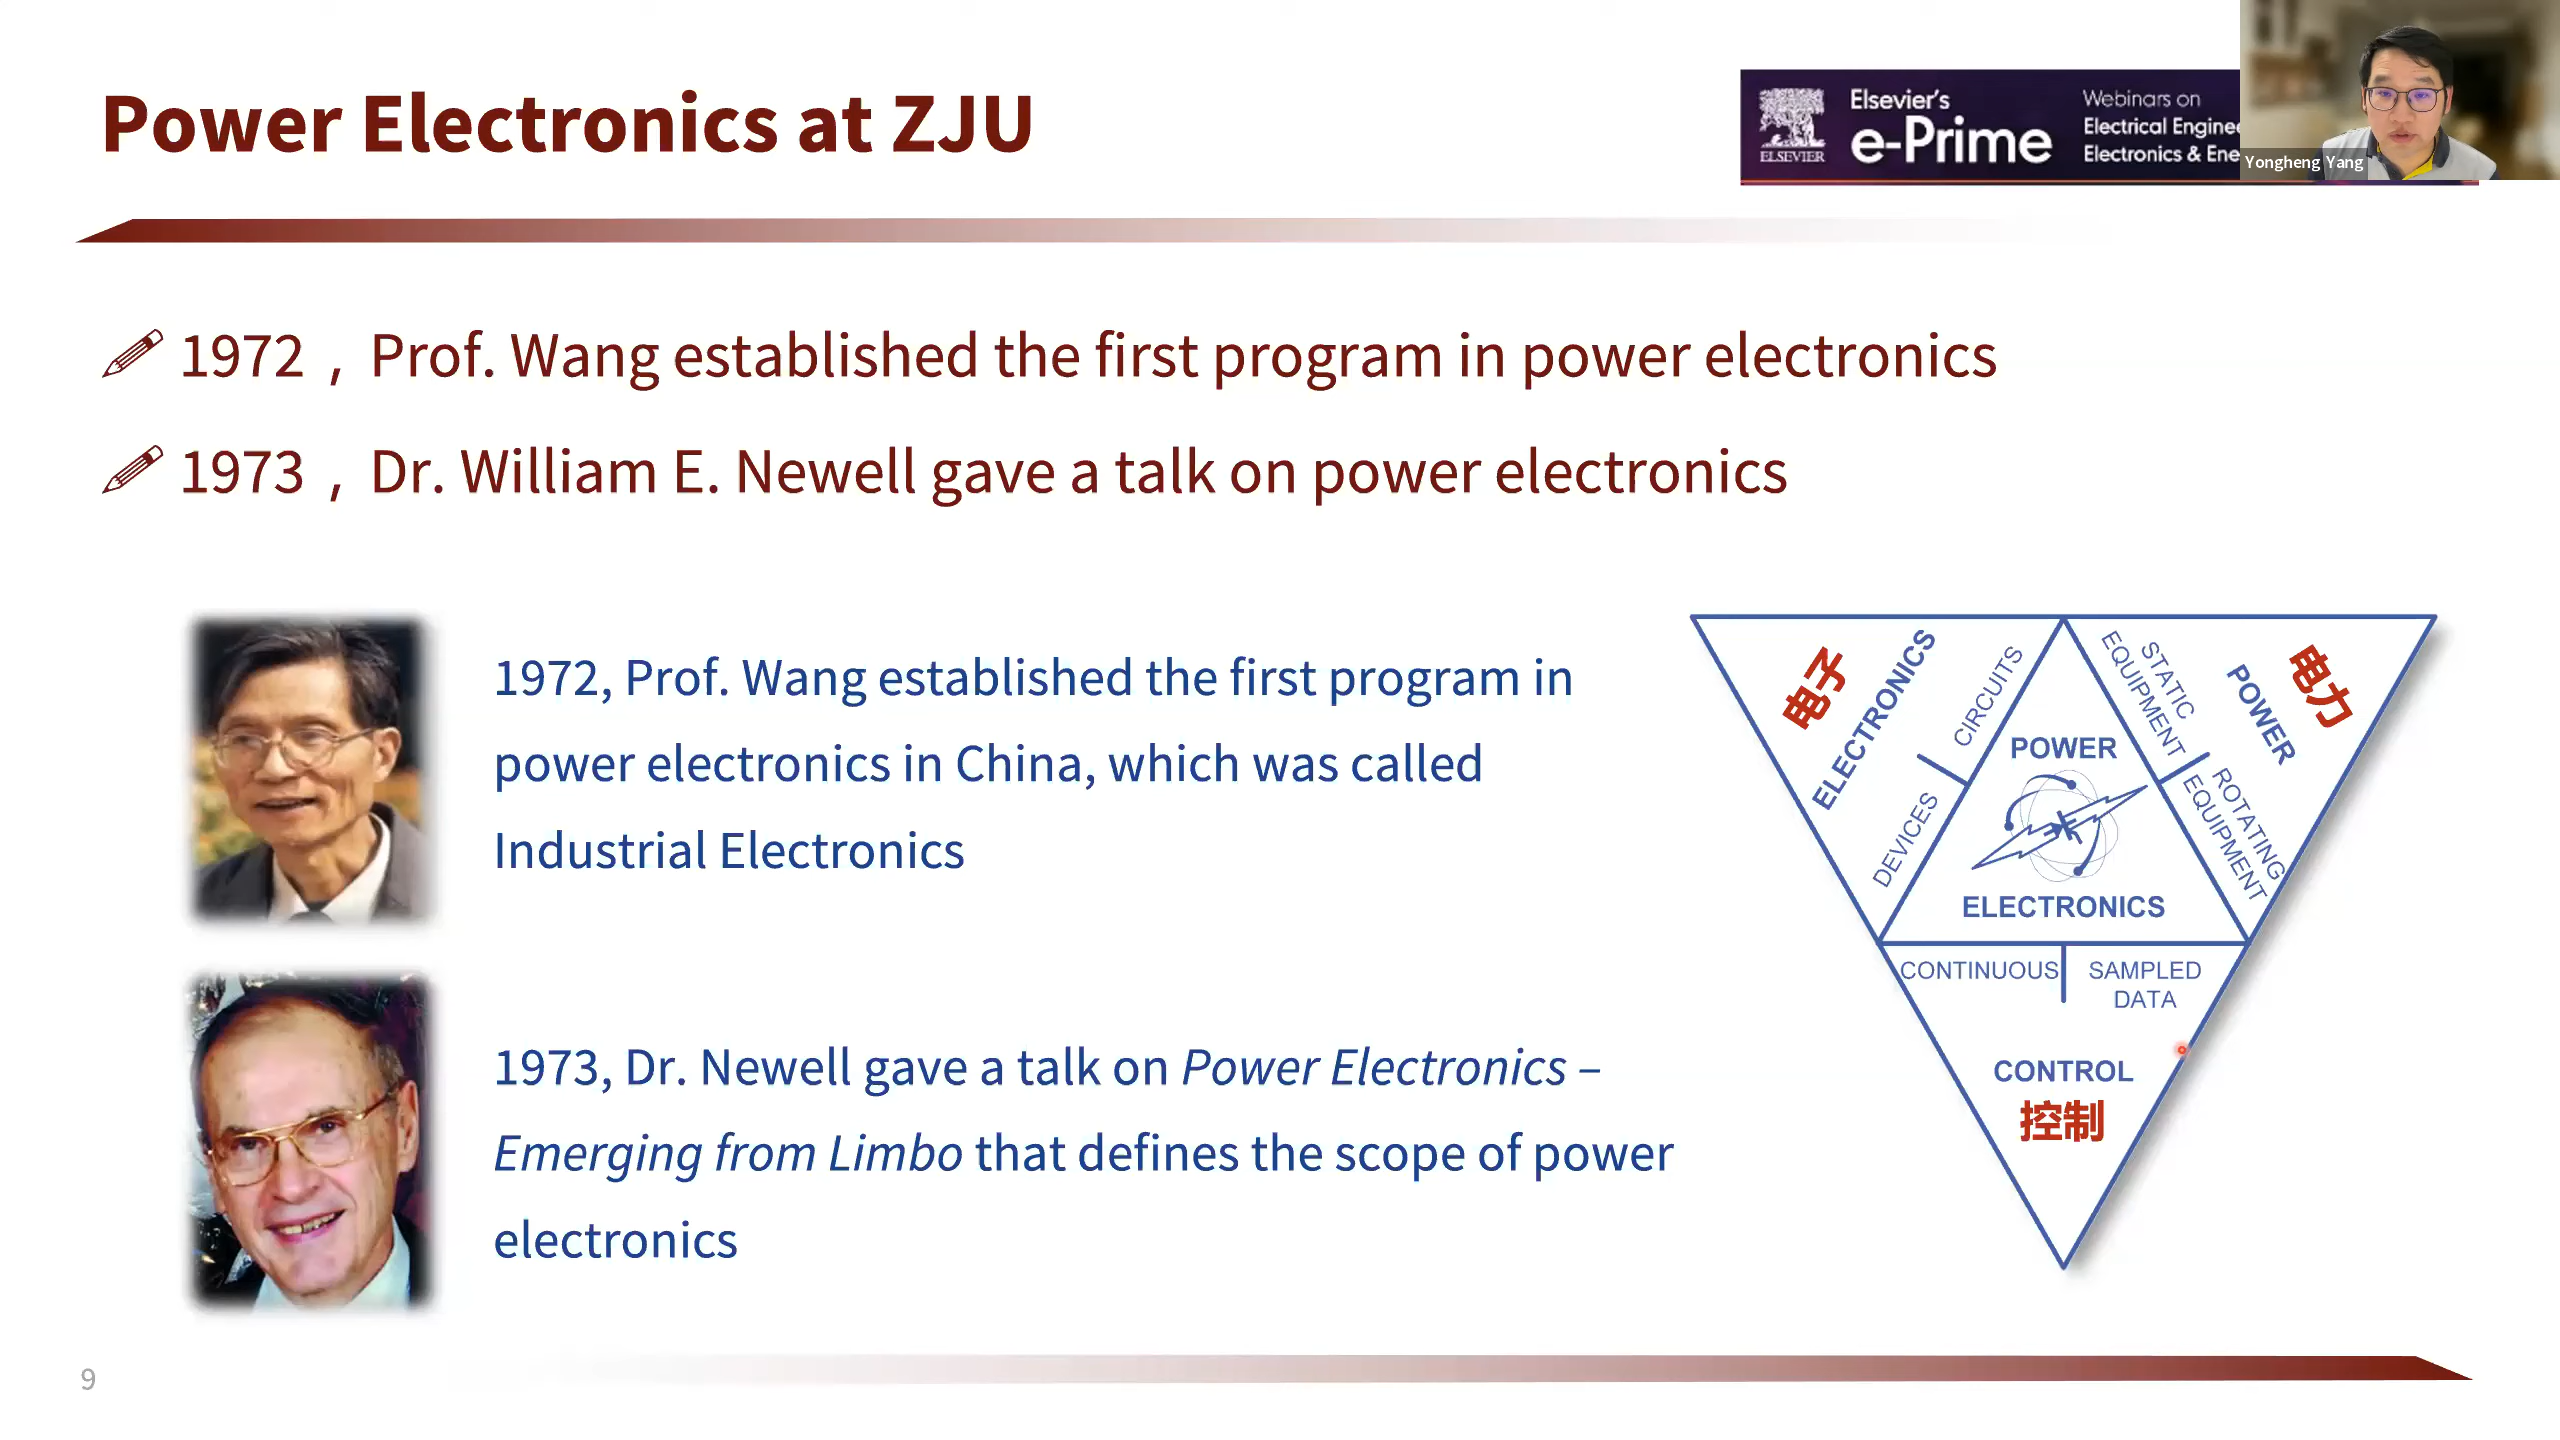 Power Electronics at ZJU
ELSEVIER
Elsevier's
e-Prime
Webinars on
Electrical Enginee
Electronics & Ene
Yongheng Yang
1972，Prof. Wang established the first program in power electronics
1973，Dr. William E. Newell gave a talk on power electronics
1972, Prof. Wang established the first program in
power electronics in China, which was called
Industrial Electronics
1973, Dr. Newell gave a talk on Power Electronics –
Emerging from Limbo that defines the scope of power
electronics
电子
ELECTRONICS
CIRCUITS
DEVICES
POWER
ELECTRONICS
STATIC
EQUIPMENT
ROTATING
EQUIPMENT
POWER
电力
CONTINUOUS
SAMPLED
DATA
CONTROL
控制
9